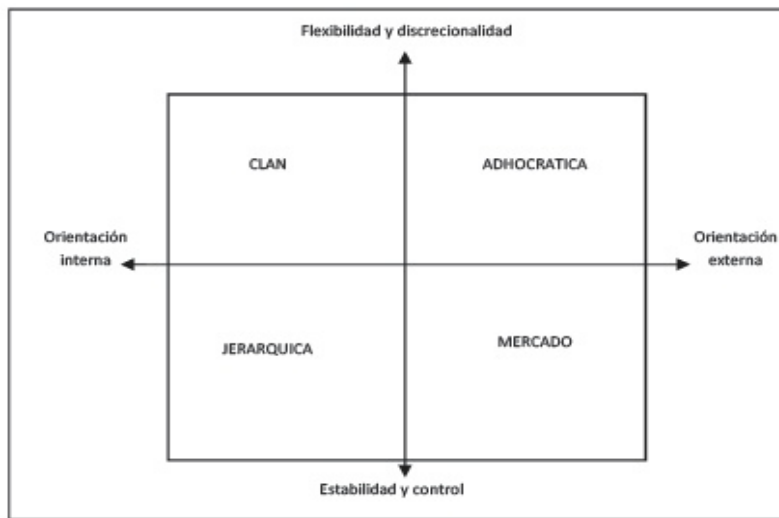 Flexibilidad y discrecionalidad
CLAN
ADHOCRATICA
Orientación
interna
Orientación
externa
JERARQUICA
MERCADO
Estabilidad y control